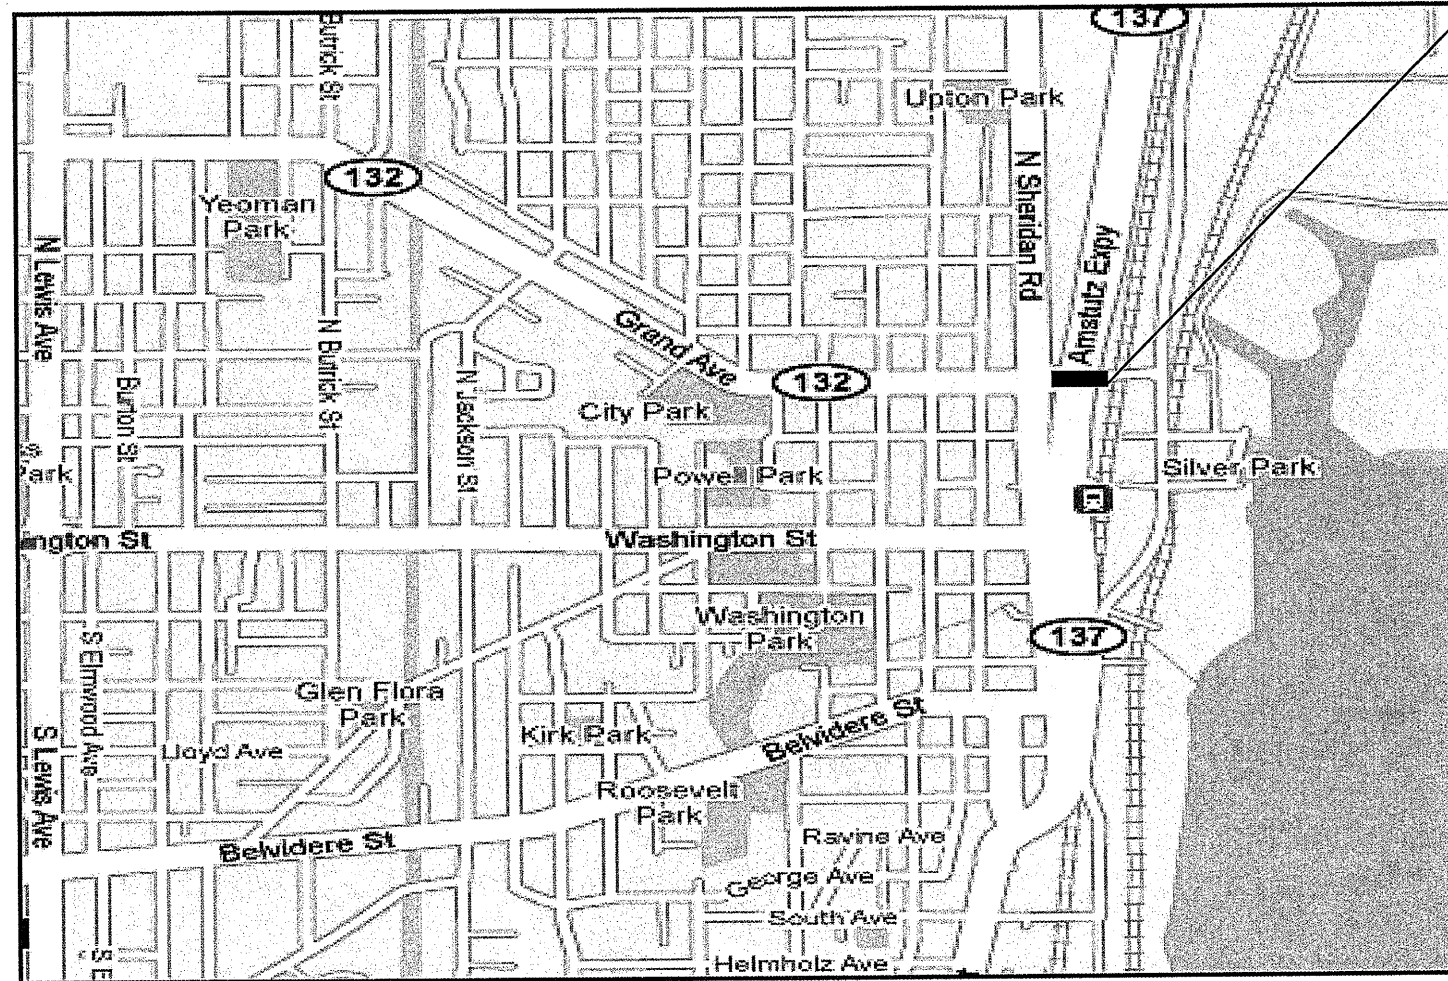 137
N Butrick St
Upton Park
132
Yeoman
Park
N Sheridan Rd
Amstutz Expy
N Lewis Ave
N Butrick St
Grand Ave
132
Burton St
N Jackson St
City Park
Powell Park
Silver Park
Park
ington St
Washington St
Washington
Park
137
S Elmwood Ave
Glen Flora
Park
Kirk Park
Belvidere St
Lloyd Ave
S Lewis Ave
Roosevelt
Park
Belvidere St
Ravine Ave
George Ave
South Ave
S E
Helmholz Ave